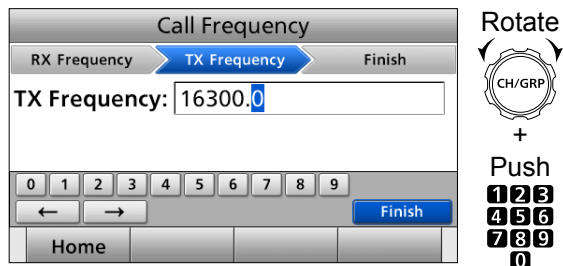 Call Frequency
RX Frequency TX Frequency Finish
TX Frequency: 16300.0
0 1 2 3 4 5 6 7 8 9
← → Finish
Home
Rotate
CH/GRP
+
Push
1 2 3
4 5 6
7 8 9
0